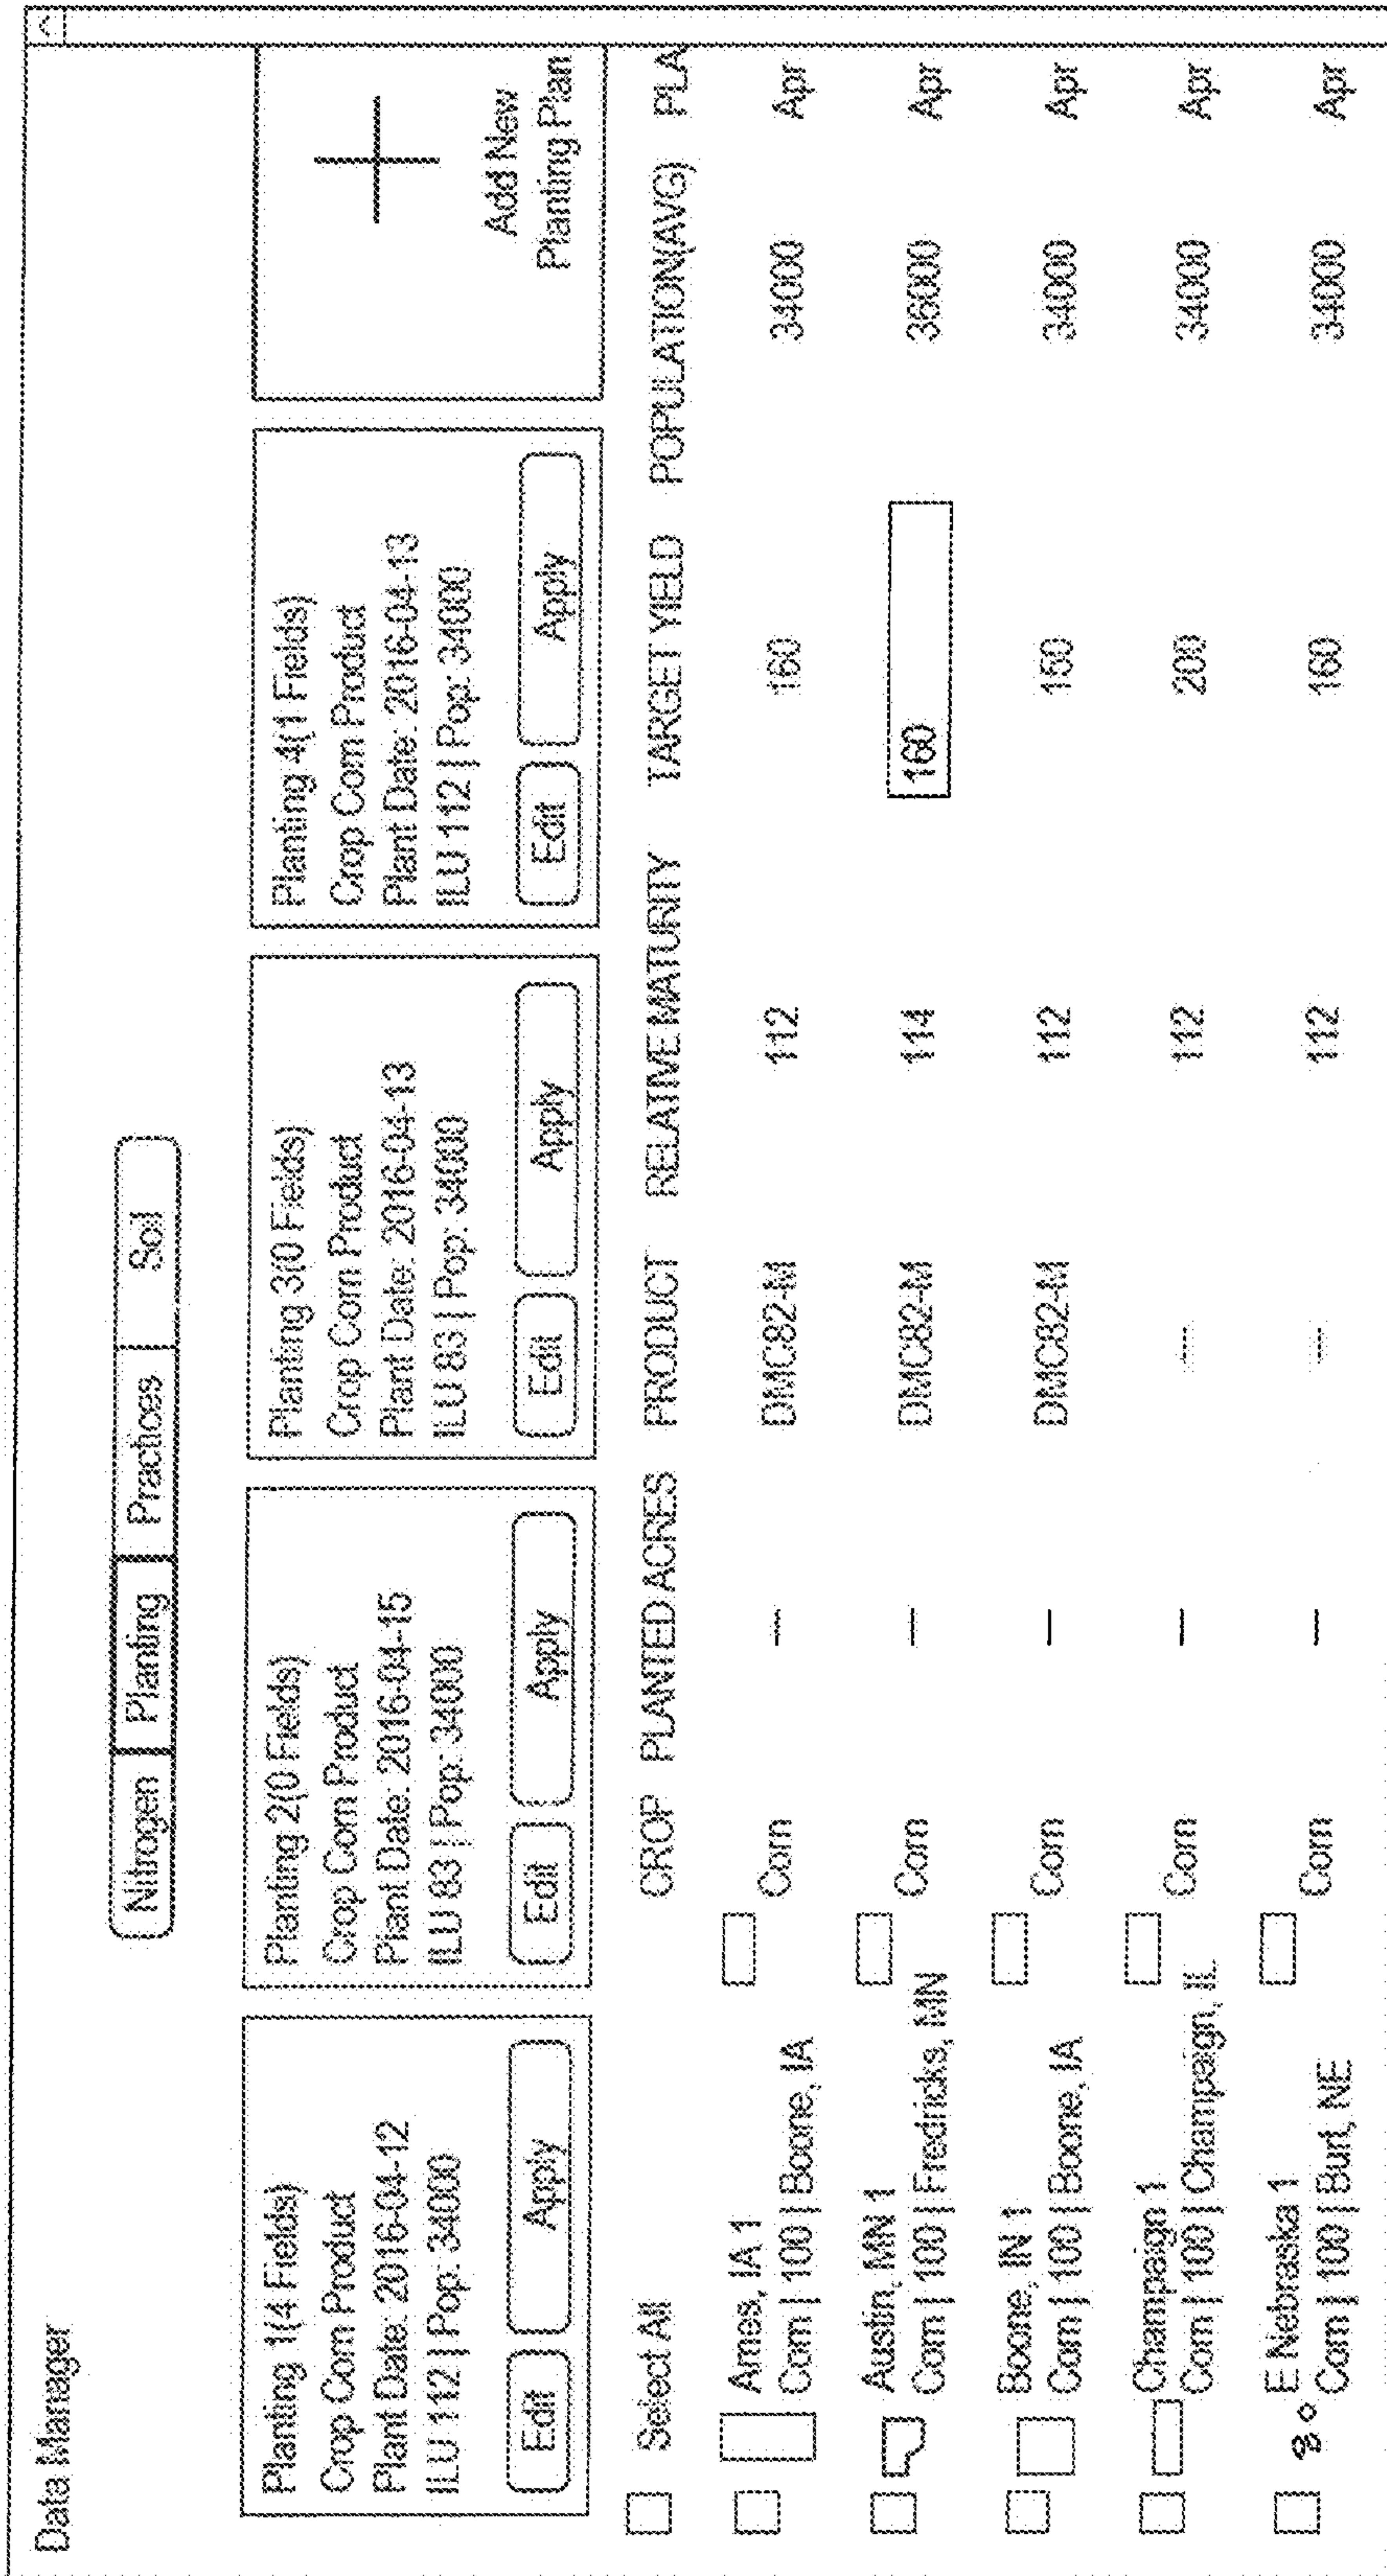 Data Manager
Nitrogen Planting Practices Soil
Planting 1(4 Fields)
Crop Corn Product
Plant Date: 2016-04-12
ILU 112 | Pop: 34000
Edit Apply
Planting 2(0 Fields)
Crop Corn Product
Plant Date: 2016-04-15
ILU 83 | Pop: 34000
Edit Apply
Planting 3(0 Fields)
Crop Corn Product
Plant Date: 2016-04-13
ILU 83 | Pop: 34000
Edit Apply
Planting 4(1 Fields)
Crop Corn Product
Plant Date: 2016-04-13
ILU 112 | Pop: 34000
Edit Apply
Add New
Planting Plan
Select All CROP PLANTED ACRES PRODUCT RELATIVE MATURITY TARGET YIELD POPULATION(AVG) PLA
Ames, IA 1
Corn | 100 | Boone, IA Corn — DMC82-M 112 160 34000 Apr
Austin, MN 1
Corn | 100 | Fredricks, MN Corn — DMC82-M 114 160 36000 Apr
Boone, IN 1
Corn | 100 | Boone, IA Corn — DMC82-M 112 150 34000 Apr
Champaign 1
Corn | 100 | Champaign, IL Corn — --- 112 200 34000 Apr
E Nebraska 1
Corn | 100 | Burt, NE Corn — --- 112 160 34000 Apr